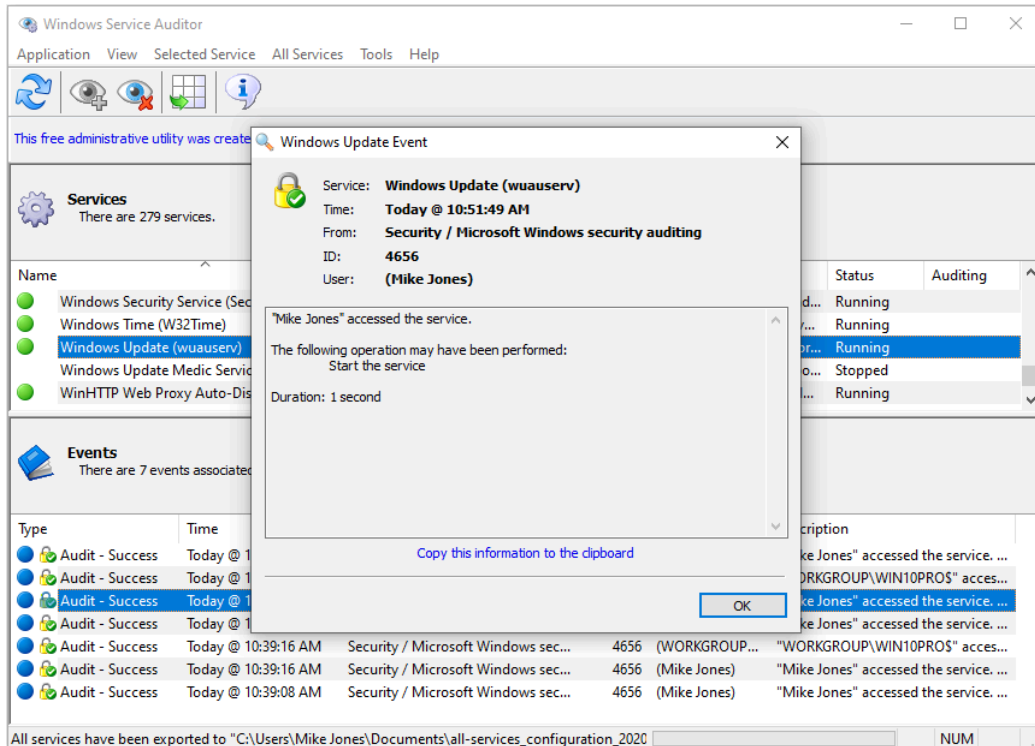 Windows Service Auditor
Application View Selected Service All Services Tools Help
This free administrative utility was create
Windows Update Event
Service: Windows Update (wuauserv)
Time: Today @ 10:51:49 AM
From: Security / Microsoft Windows security auditing
ID: 4656
User: (Mike Jones)
"Mike Jones" accessed the service.
The following operation may have been performed:
Start the service
Duration: 1 second
Copy this information to the clipboard
OK
Services
There are 279 services.
Name Status Auditing
Windows Security Service (Sec d... Running
Windows Time (W32Time) y... Running
Windows Update (wuauserv) or... Running
Windows Update Medic Servic o... Stopped
WinHTTP Web Proxy Auto-Dis l... Running
Events
There are 7 events associated
Type Time cription
Audit - Success Today @ 1 ke Jones" accessed the service. ...
Audit - Success Today @ 1 ORKGROUP\WIN10PRO$" acces...
Audit - Success Today @ 1 ke Jones" accessed the service. ...
Audit - Success Today @ 1 ke Jones" accessed the service. ...
Audit - Success Today @ 10:39:16 AM Security / Microsoft Windows sec... 4656 (WORKGROUP... "WORKGROUP\WIN10PRO$" acces...
Audit - Success Today @ 10:39:16 AM Security / Microsoft Windows sec... 4656 (Mike Jones) "Mike Jones" accessed the service. ...
Audit - Success Today @ 10:39:08 AM Security / Microsoft Windows sec... 4656 (Mike Jones) "Mike Jones" accessed the service. ...
All services have been exported to "C:\Users\Mike Jones\Documents\all-services_configuration_2020 NUM